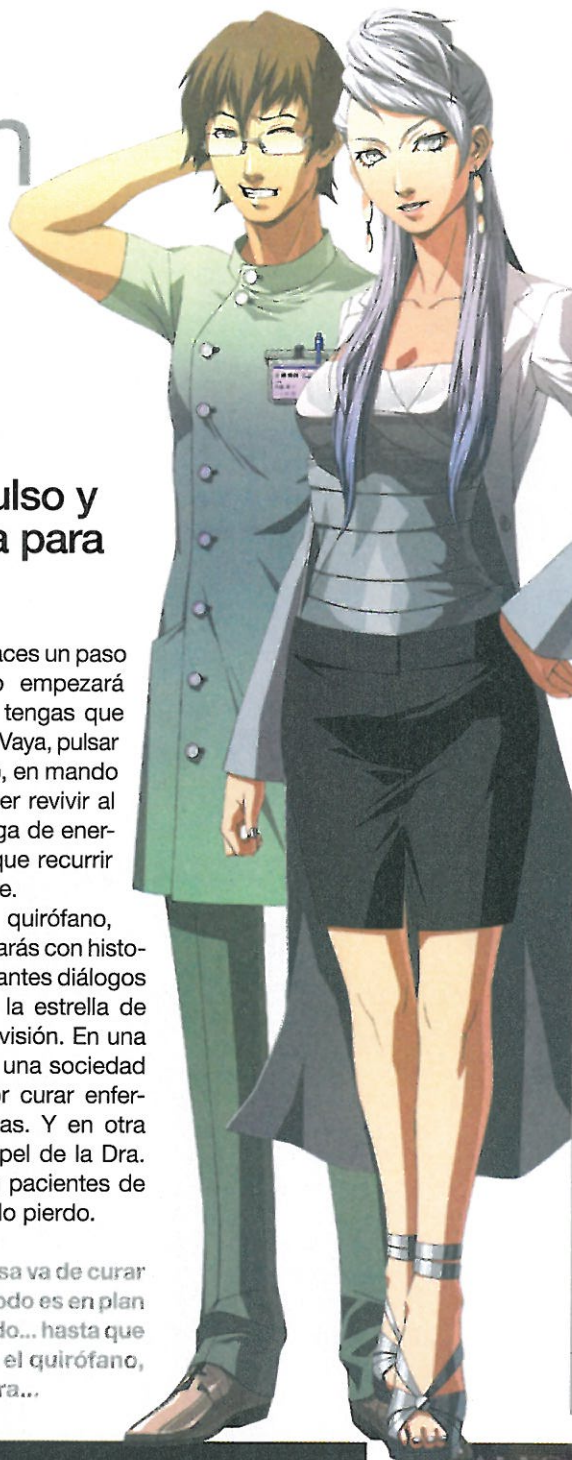 n
ulso y
a para
aces un paso
o empezará
tengas que
Vaya, pulsar
), en mando
er revivir al
ga de ener-
que recurrir
e.
quirófano,
arás con histo-
antes diálogos
la estrella de
visión. En una
una sociedad
or curar enfer-
as. Y en otra
pel de la Dra.
pacientes de
lo pierdo.
sa va de curar
odo es en plan
do... hasta que
el quirófano,
ra...